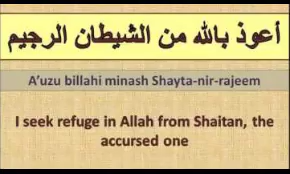 أعوذ بالله من الشيطان الرجيم
A'uzu billahi minash Shayta-nir-rajeem
I seek refuge in Allah from Shaitan, the
accursed one